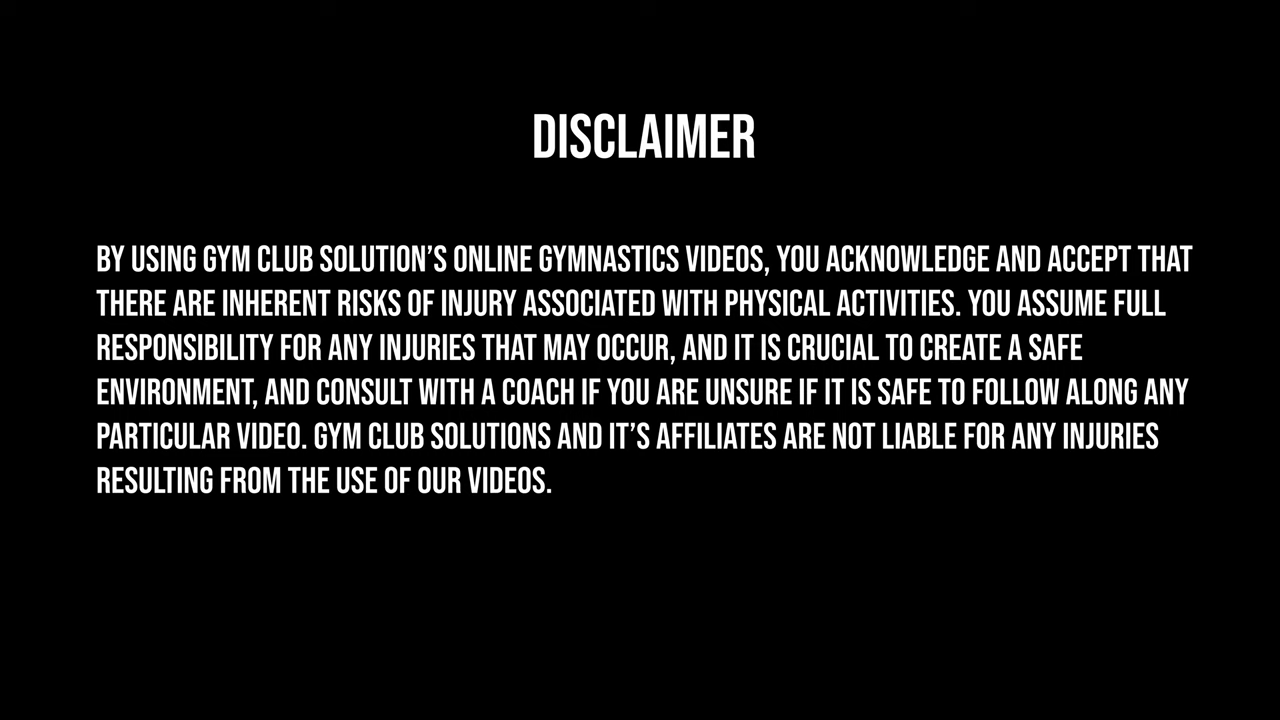 DISCLAIMER
BY USING GYM CLUB SOLUTION’S ONLINE GYMNASTICS VIDEOS, YOU ACKNOWLEDGE AND ACCEPT THAT
THERE ARE INHERENT RISKS OF INJURY ASSOCIATED WITH PHYSICAL ACTIVITIES. YOU ASSUME FULL
RESPONSIBILITY FOR ANY INJURIES THAT MAY OCCUR, AND IT IS CRUCIAL TO CREATE A SAFE
ENVIRONMENT, AND CONSULT WITH A COACH IF YOU ARE UNSURE IF IT IS SAFE TO FOLLOW ALONG ANY
PARTICULAR VIDEO. GYM CLUB SOLUTIONS AND IT’S AFFILIATES ARE NOT LIABLE FOR ANY INJURIES
RESULTING FROM THE USE OF OUR VIDEOS.